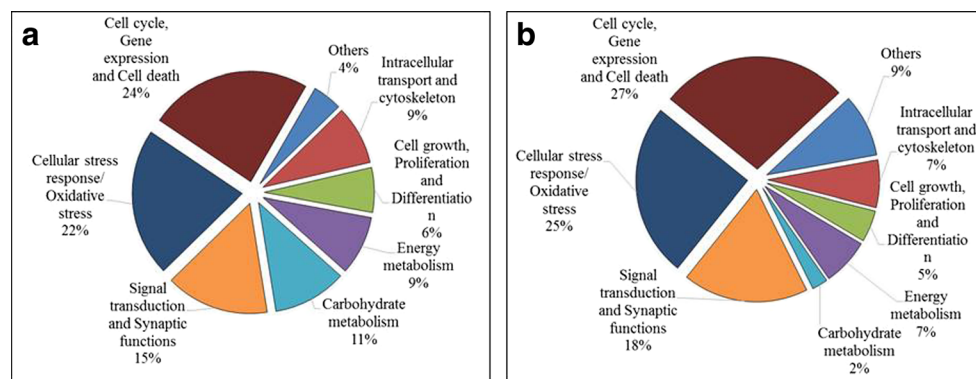 a
Cell cycle,
Gene
expression
and Cell death
24%
Others
4%
Intracellular
transport and
cytoskeleton
9%
Cell growth,
Proliferation
and
Differentiatio
n
6%
Energy
metabolism
9%
Carbohydrate
metabolism
11%
Signal
transduction
and Synaptic
functions
15%
Cellular stress
response/
Oxidative
stress
22%
b
Cell cycle,
Gene
expression
and Cell death
27%
Others
9%
Intracellular
transport and
cytoskeleton
7%
Cell growth,
Proliferation
and
Differentiatio
n
5%
Energy
metabolism
7%
Carbohydrate
metabolism
2%
Signal
transduction
and Synaptic
functions
18%
Cellular stress
response/
Oxidative
stress
25%